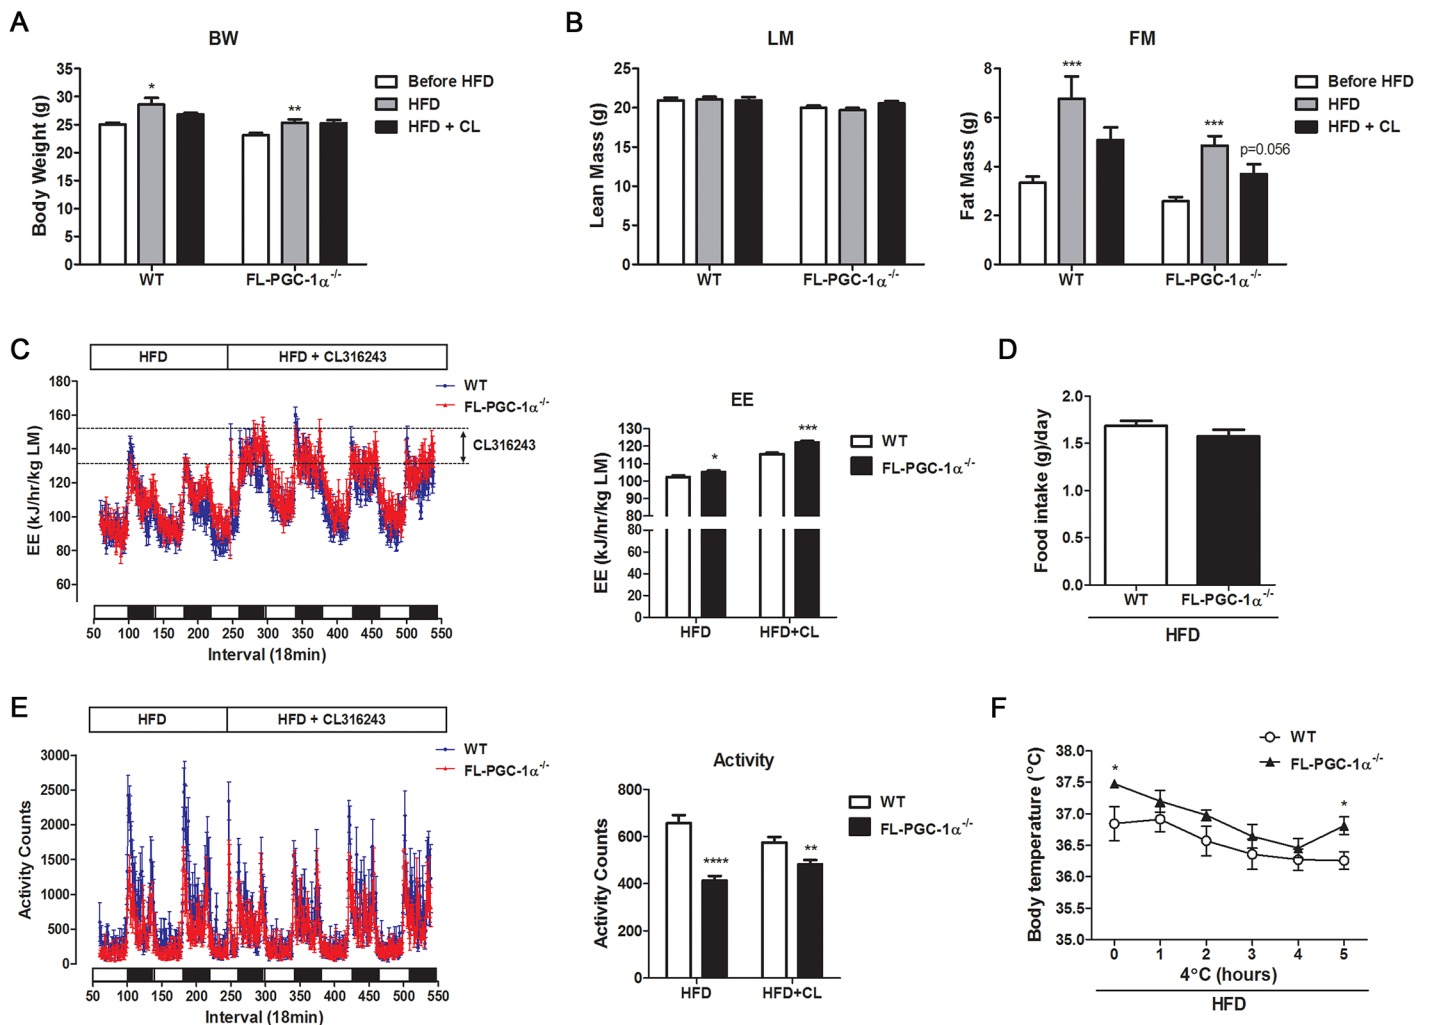 A
BW
Body Weight (g)
35
30
25
20
15
10
5
0
*
**
WT
FL-PGC-1α-/-
Before HFD
HFD
HFD + CL
B
LM
Lean Mass (g)
25
20
15
10
5
0
WT
FL-PGC-1α-/-
FM
Fat Mass (g)
8
6
4
2
0
***
***
p=0.056
WT
FL-PGC-1α-/-
Before HFD
HFD
HFD + CL
C
HFD
HFD + CL316243
EE (kJ/hr/kg LM)
180
160
140
120
100
80
60
WT
FL-PGC-1α-/-
CL316243
50 100 150 200 250 300 350 400 450 500 550
Interval (18min)
EE
EE (kJ/hr/kg LM)
130
120
110
100
90
80
80
60
40
20
0
*
***
HFD
HFD+CL
WT
FL-PGC-1α-/-
D
Food intake (g)/day
2.0
1.5
1.0
0.5
0.0
WT
FL-PGC-1α-/-
HFD
E
HFD
HFD + CL316243
Activity Counts
3000
2500
2000
1500
1000
500
0
WT
FL-PGC-1α-/-
50 100 150 200 250 300 350 400 450 500 550
Interval (18min)
Activity
Activity Counts
800
600
400
200
0
****
**
HFD
HFD+CL
WT
FL-PGC-1α-/-
F
Body temperature (°C)
38.0
37.5
37.0
36.5
36.0
35.5
35.0
*
*
WT
FL-PGC-1α-/-
0 1 2 3 4 5
4°C (hours)
HFD